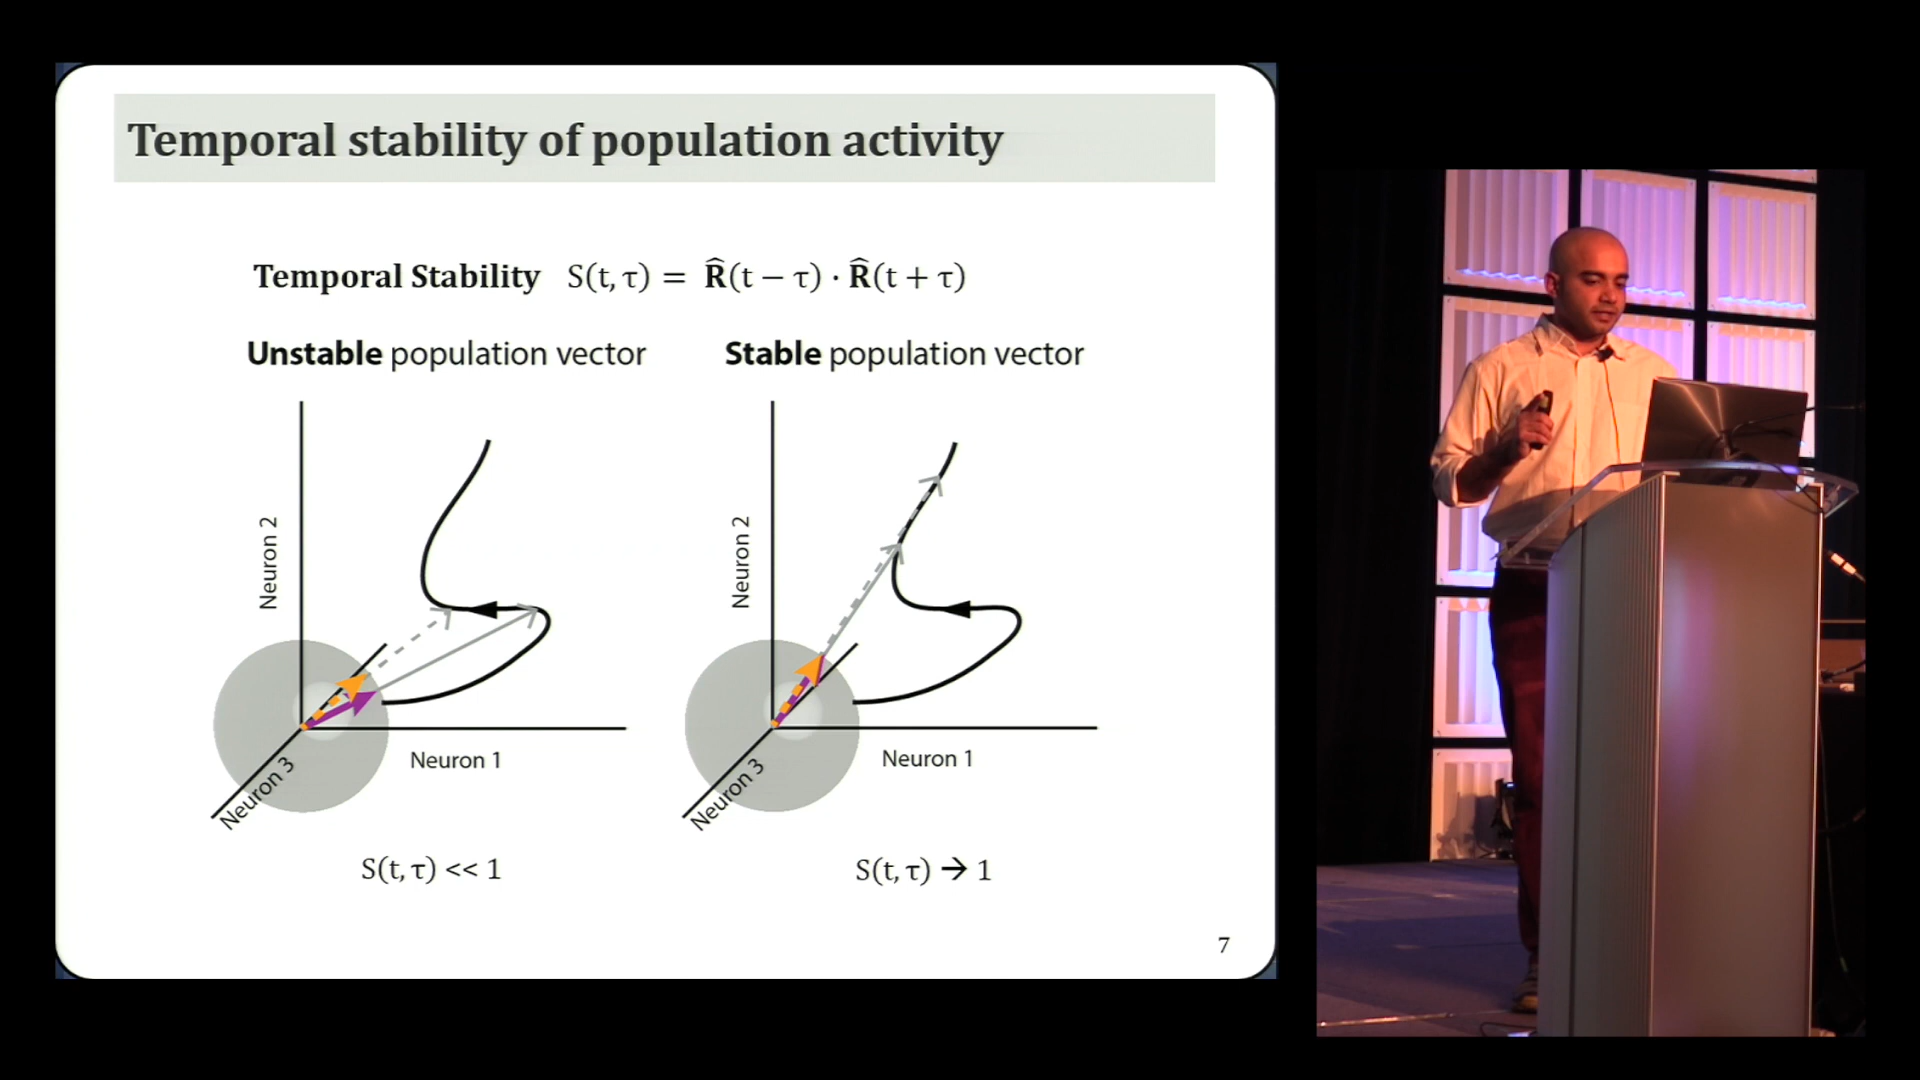 Temporal stability of population activity
Temporal Stability S(t, τ) = R̂(t − τ) · R̂(t + τ)
Unstable population vector
Stable population vector
Neuron 2
Neuron 1
Neuron 3
Neuron 2
Neuron 1
Neuron 3
S(t, τ) << 1
S(t, τ) → 1
7